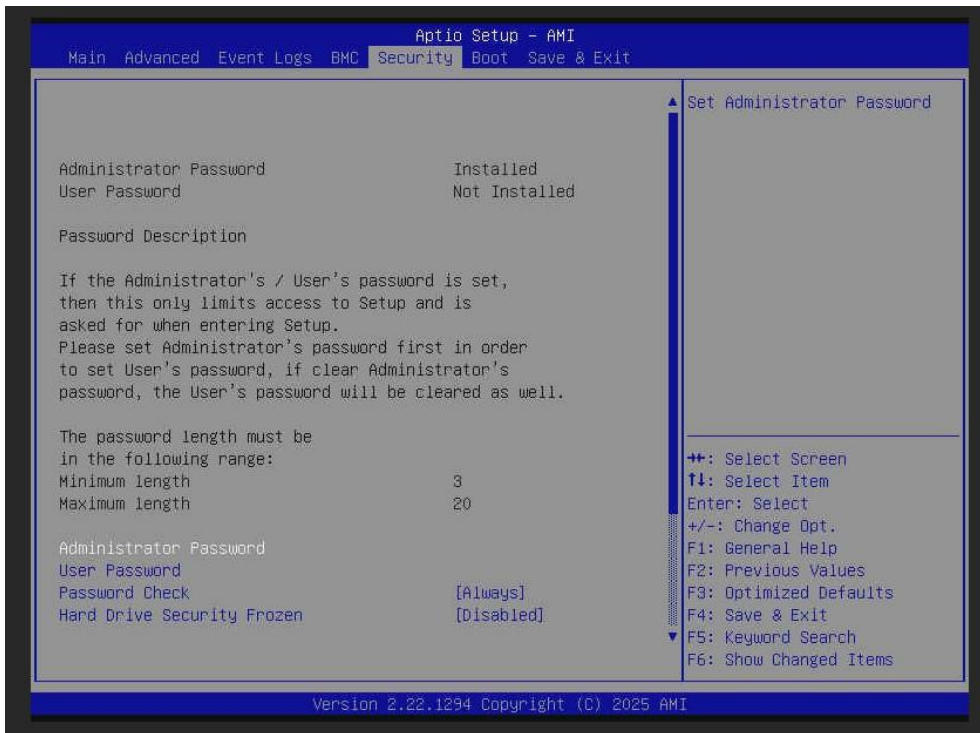 Aptio Setup – AMI
Main Advanced Event Logs BMC Security Boot Save & Exit
Set Administrator Password
Administrator Password Installed
User Password Not Installed
Password Description
If the Administrator's / User's password is set,
then this only limits access to Setup and is
asked for when entering Setup.
Please set Administrator's password first in order
to set User's password, if clear Administrator's
password, the User's password will be cleared as well.
The password length must be
in the following range:
Minimum length 3
Maximum length 20
Administrator Password
User Password
Password Check [Always]
Hard Drive Security Frozen [Disabled]
→←: Select Screen
↑↓: Select Item
Enter: Select
+/-: Change Opt.
F1: General Help
F2: Previous Values
F3: Optimized Defaults
F4: Save & Exit
F5: Keyword Search
F6: Show Changed Items
Version 2.22.1294 Copyright (C) 2025 AMI